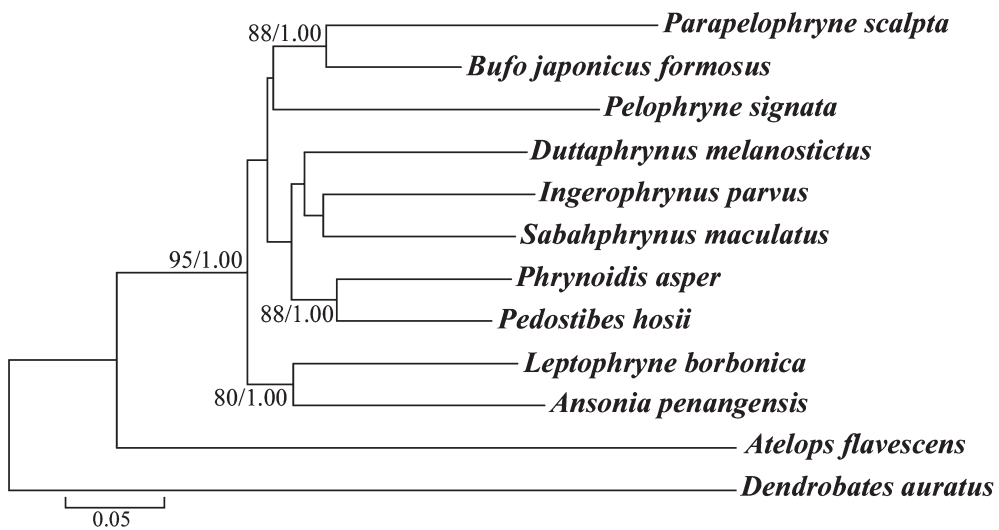 88/1.00
Parapelophryne scalpta
Bufo japonicus formosus
Pelophryne signata
Duttaphrynus melanostictus
Ingerophrynus parvus
Sabahphrynus maculatus
95/1.00
Phrynoidis asper
88/1.00
Pedostibes hosii
Leptophryne borbonica
80/1.00
Ansonia penangensis
Atelops flavescens
Dendrobates auratus
0.05